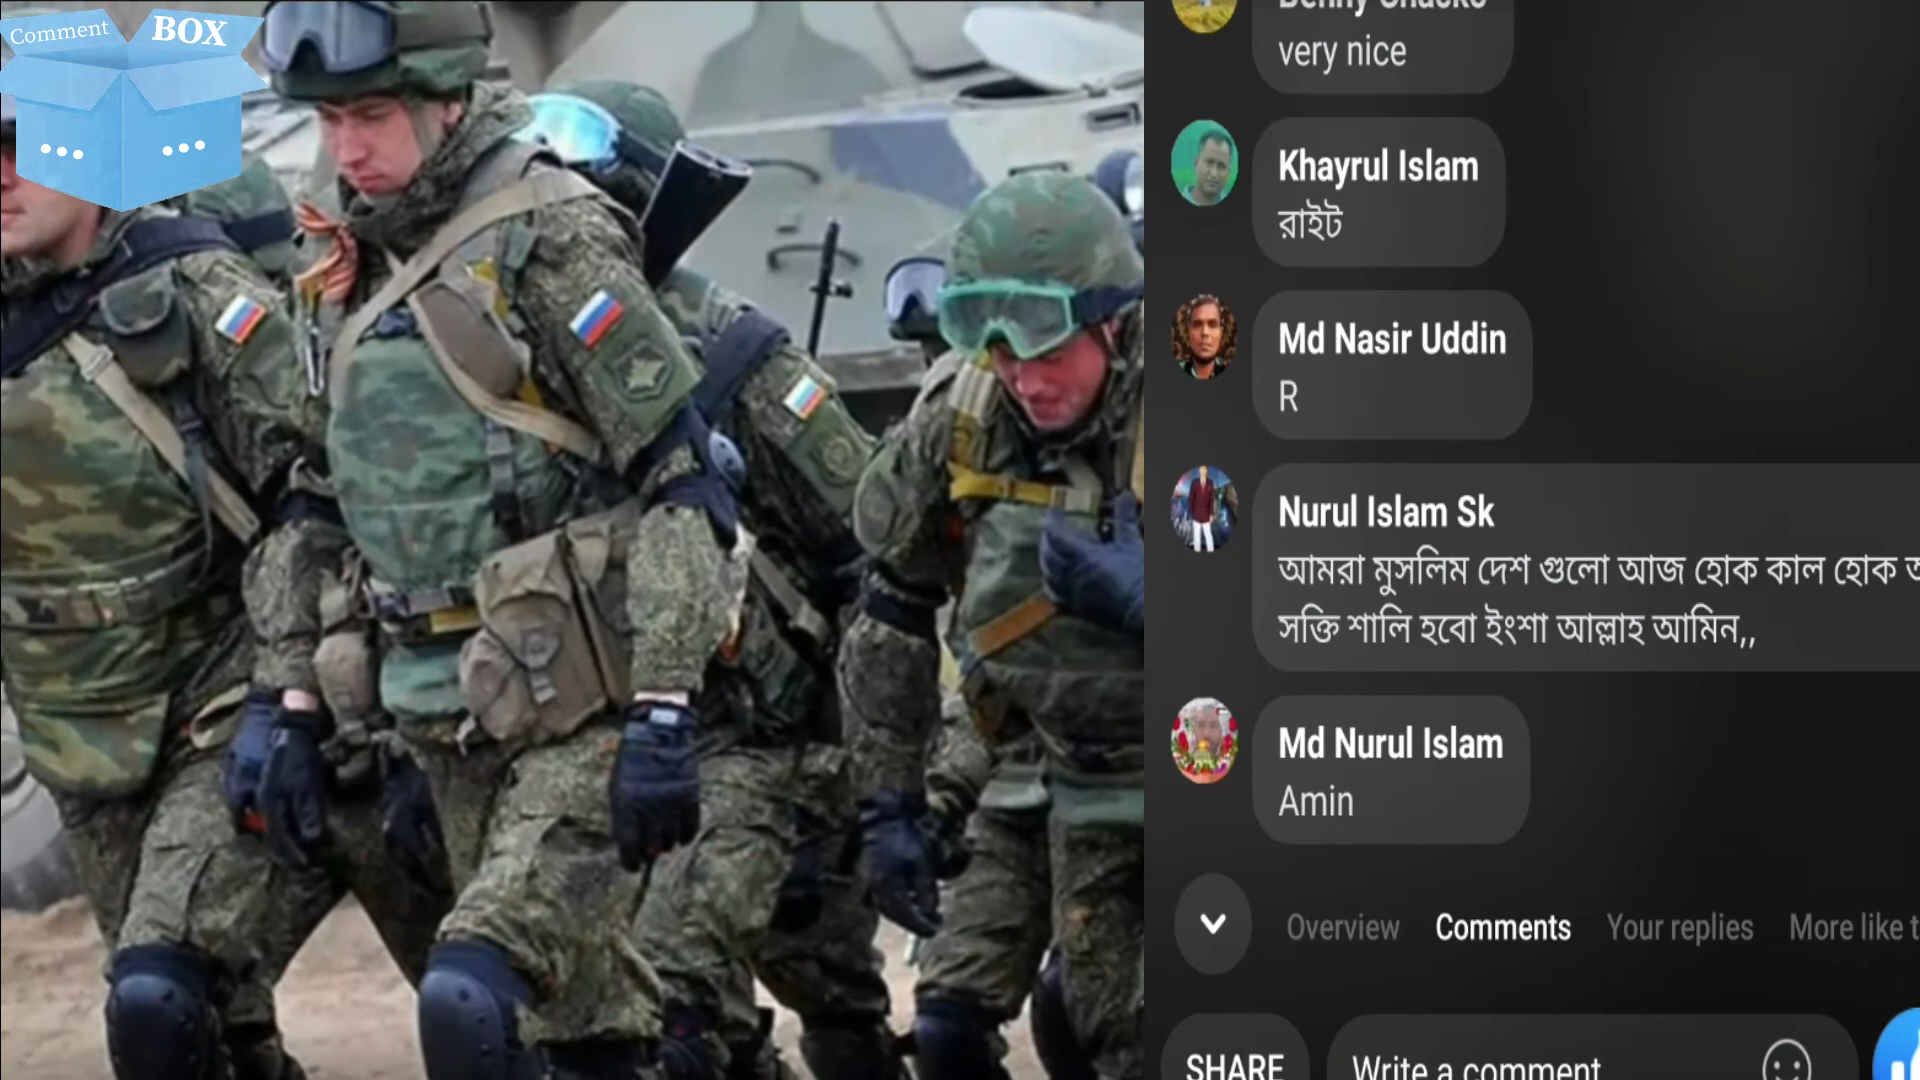 Comment BOX
very nice
Khayrul Islam
রাইট
Md Nasir Uddin
R
Nurul Islam Sk
আমরা মুসলিম দেশ গুলো আজ হোক কাল হোক
সক্তি শালি হবো ইংশা আল্লাহ আমিন,,
Md Nurul Islam
Amin
Overview Comments Your replies More like
SHARE Write a comment